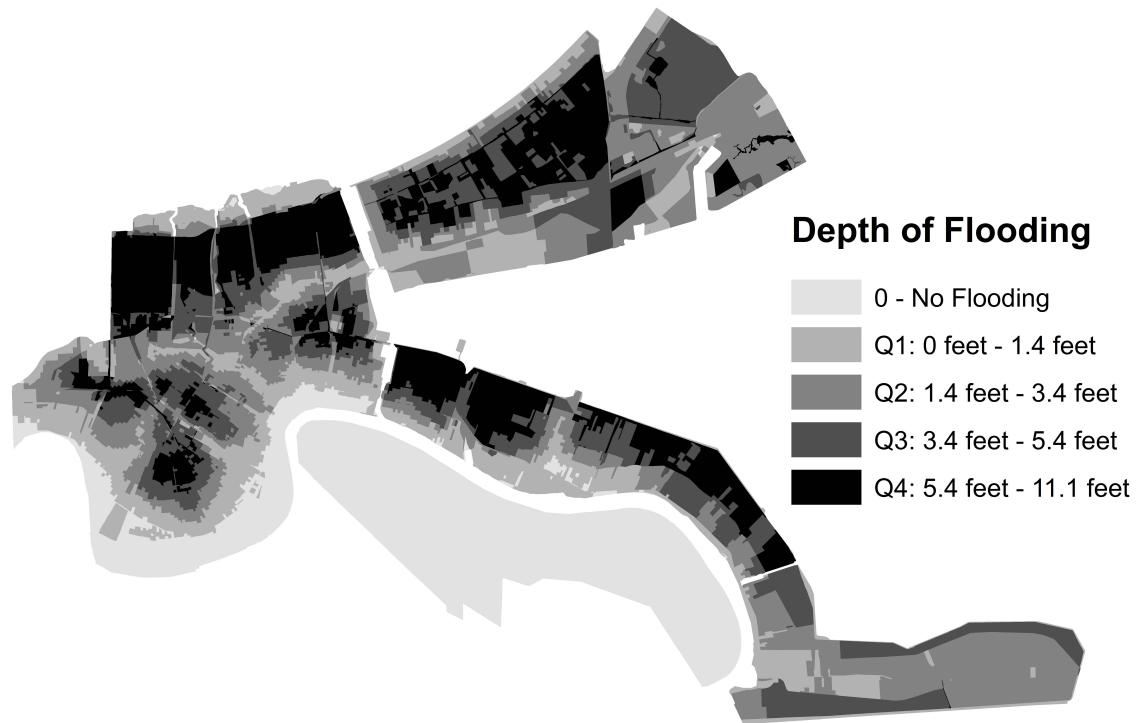 Depth of Flooding
0 - No Flooding
Q1: 0 feet - 1.4 feet
Q2: 1.4 feet - 3.4 feet
Q3: 3.4 feet - 5.4 feet
Q4: 5.4 feet - 11.1 feet